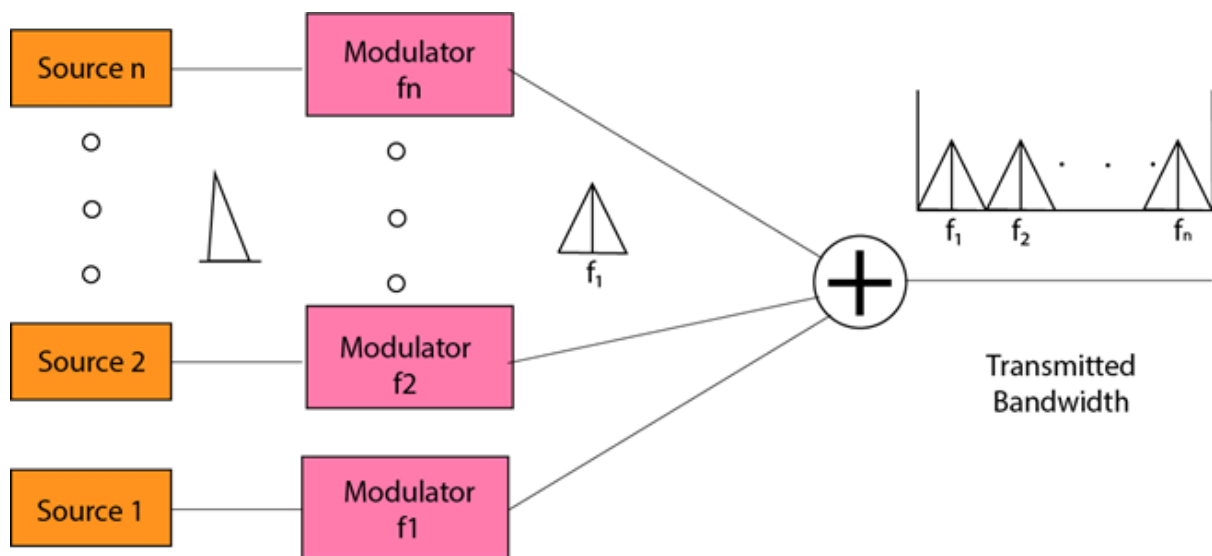 Source n
Modulator
fn
f₁
f₁
f₂
fₙ
Source 2
Modulator
f2
Transmitted
Bandwidth
Source 1
Modulator
f1